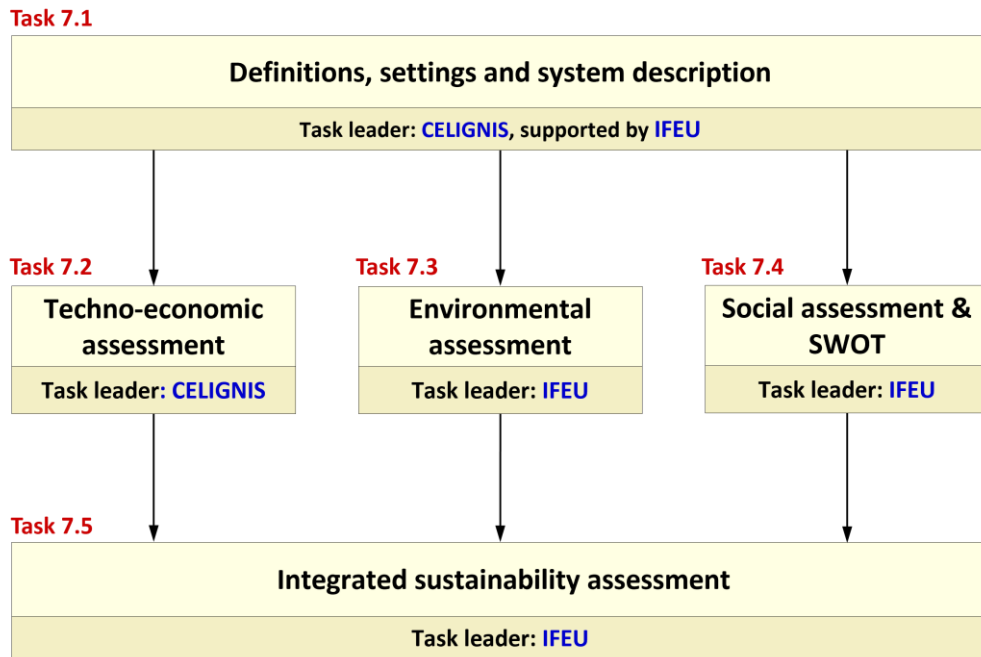 Task 7.1
Definitions, settings and system description
Task leader: CELIGNIS, supported by IFEU
Task 7.2
Techno-economic
assessment
Task leader: CELIGNIS
Task 7.3
Environmental
assessment
Task leader: IFEU
Task 7.4
Social assessment &
SWOT
Task leader: IFEU
Task 7.5
Integrated sustainability assessment
Task leader: IFEU